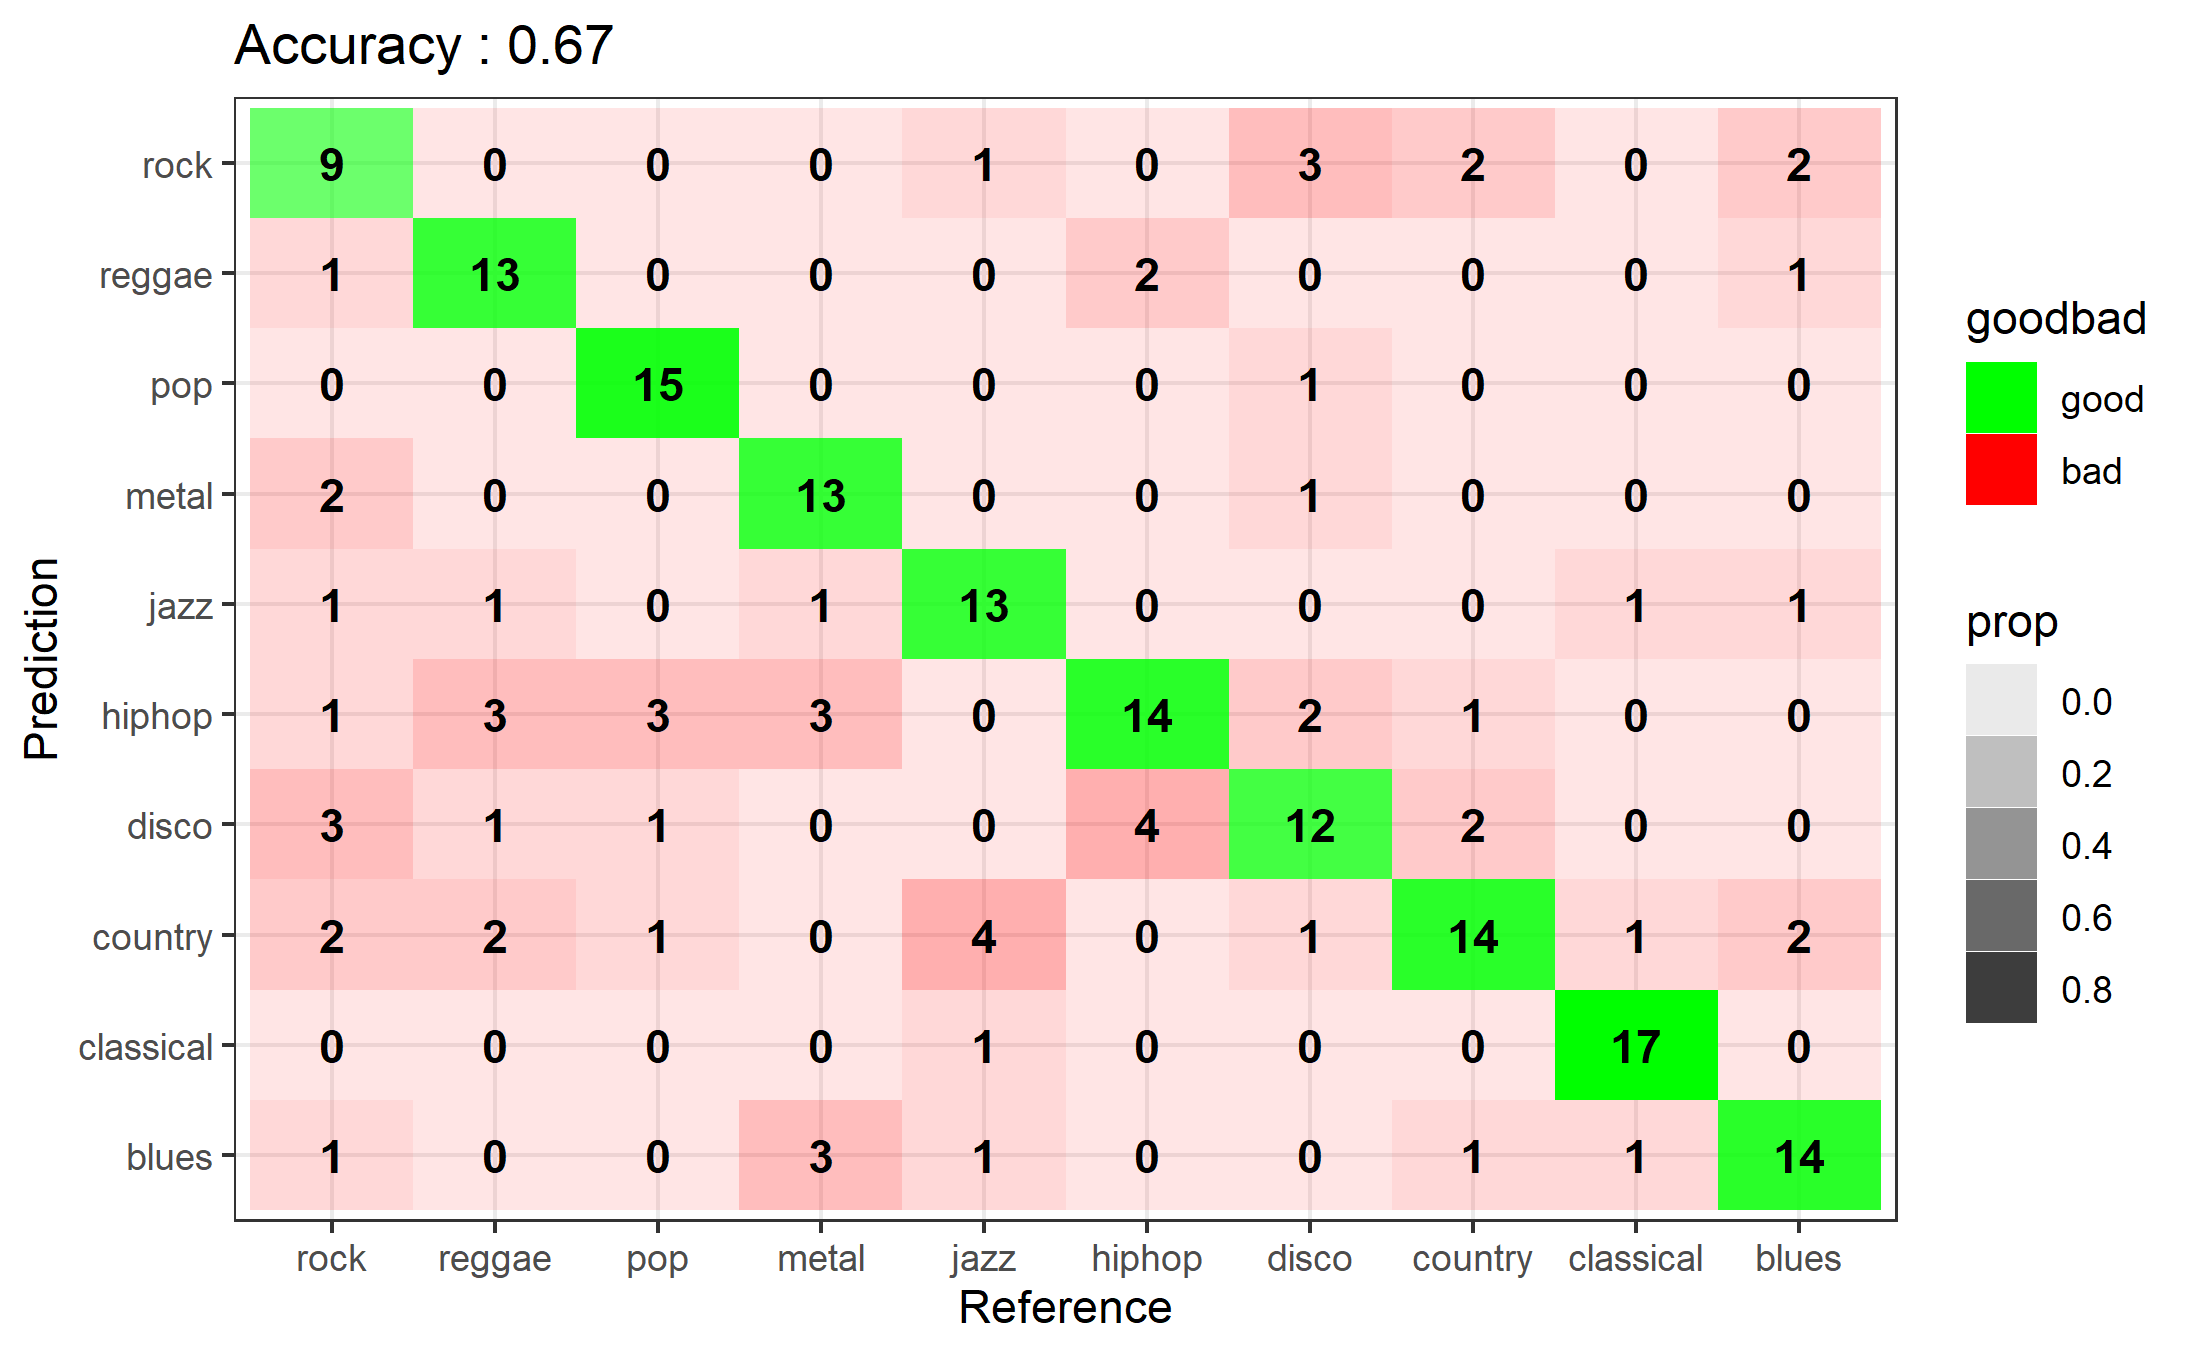 Accuracy : 0.67
rock 9 0 0 0 1 0 3 2 0 2
reggae 1 13 0 0 0 2 0 0 0 1
pop 0 0 15 0 0 0 1 0 0 0
metal 2 0 0 13 0 0 1 0 0 0
jazz 1 1 0 1 13 0 0 0 1 1
hiphop 1 3 3 3 0 14 2 1 0 0
disco 3 1 1 0 0 4 12 2 0 0
country 2 2 1 0 4 0 1 14 1 2
classical 0 0 0 0 1 0 0 0 17 0
blues 1 0 0 3 1 0 0 1 1 14
rock reggae pop metal jazz hiphop disco country classical blues
Reference
Prediction
goodbad
good
bad
prop
0.0
0.2
0.4
0.6
0.8